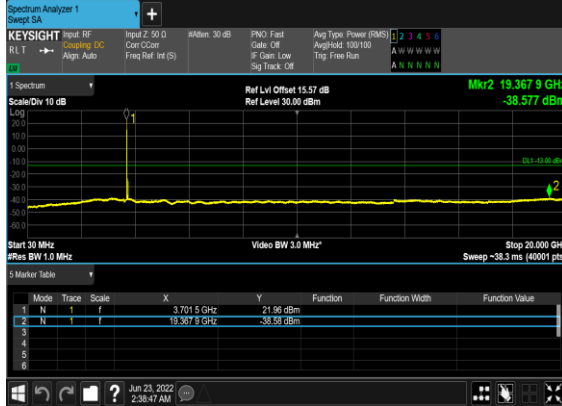 Spectrum Analyzer 1
Swept SA
+
KEYSIGHT Input: RF Input Z: 50 Ω #Atten: 30 dB PNO: Fast Avg Type: Power (RMS) 1 2 3 4 5 6
RLT Coupling: DC Corr CCorr Gate: Off Avg|Hold: 100/100 A W W W W W
Align: Auto Freq Ref: Int (S) IF Gain: Low Trig: Free Run
Sig Track: Off A N N N N N
1 Spectrum Ref Lvl Offset 15.57 dB Mkr2 19.367 9 GHz
Scale/Div 10 dB Ref Level 30.00 dBm -38.577 dBm
Log
20.0
10.0
0.00
-10.0
DL1 -13.00 dBm
-20.0
-30.0
-40.0
-50.0
-60.0
1
2
Start 30 MHz Video BW 3.0 MHz* Stop 20.000 GHz
#Res BW 1.0 MHz Sweep ~38.3 ms (40001 pts)
5 Marker Table
Mode Trace Scale X Y Function Function Width Function Value
1 N 1 f 3.701 5 GHz 21.96 dBm
2 N 1 f 19.367 9 GHz -38.58 dBm
3
4
5
6
? Jun 23, 2022
2:38:47 AM